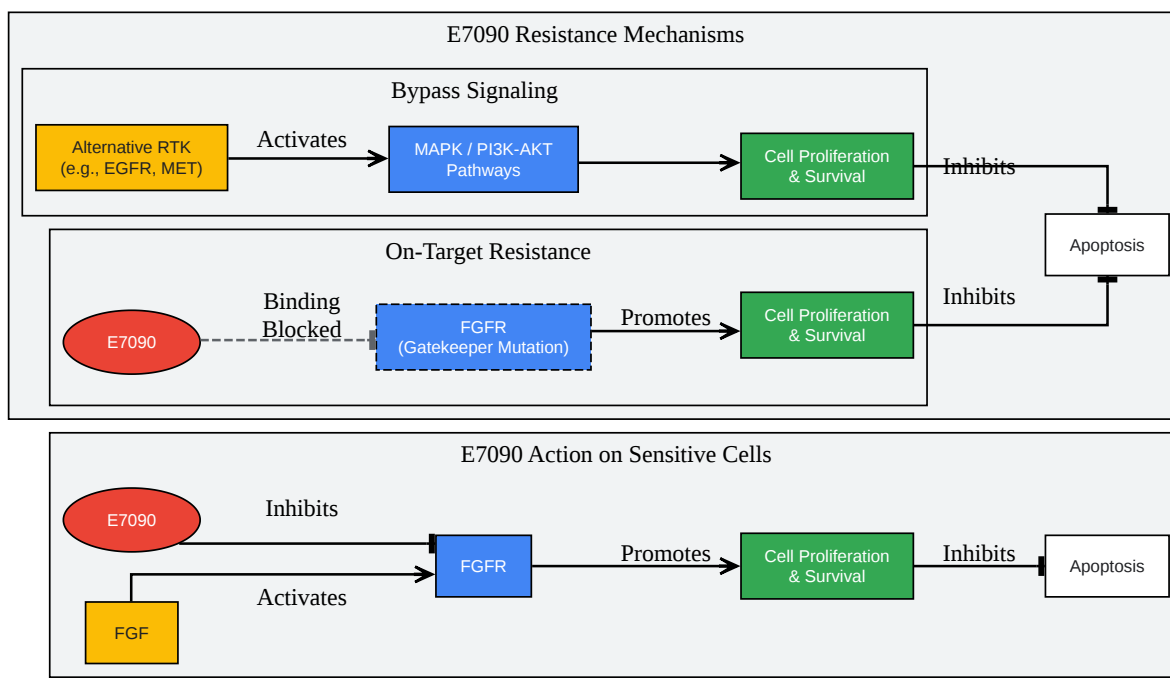 E7090 Resistance Mechanisms
Bypass Signaling
Alternative RTK
(e.g., EGFR, MET)
Activates
MAPK / PI3K-AKT
Pathways
Cell Proliferation
& Survival
Inhibits
Apoptosis
On-Target Resistance
E7090
Binding
Blocked
FGFR
(Gatekeeper Mutation)
Promotes
Cell Proliferation
& Survival
Inhibits
E7090 Action on Sensitive Cells
E7090
Inhibits
FGF
Activates
FGFR
Promotes
Cell Proliferation
& Survival
Inhibits
Apoptosis